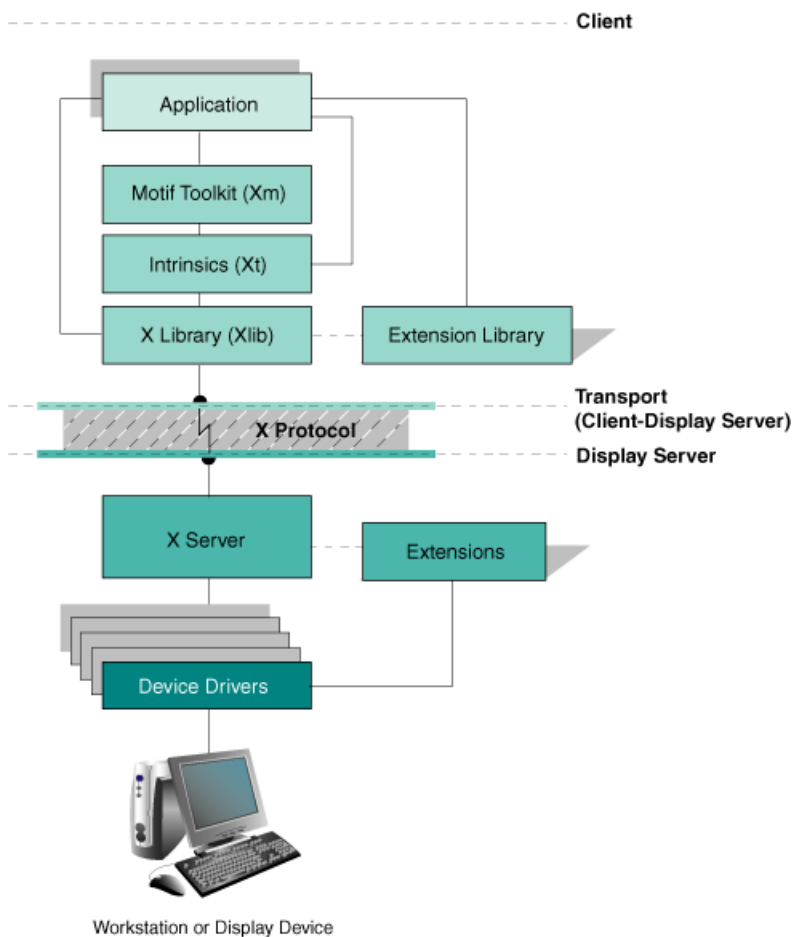 Client
Application
Motif Toolkit (Xm)
Intrinsics (Xt)
X Library (Xlib)
Extension Library
Transport
(Client-Display Server)
X Protocol
Display Server
X Server
Extensions
Device Drivers
Workstation or Display Device